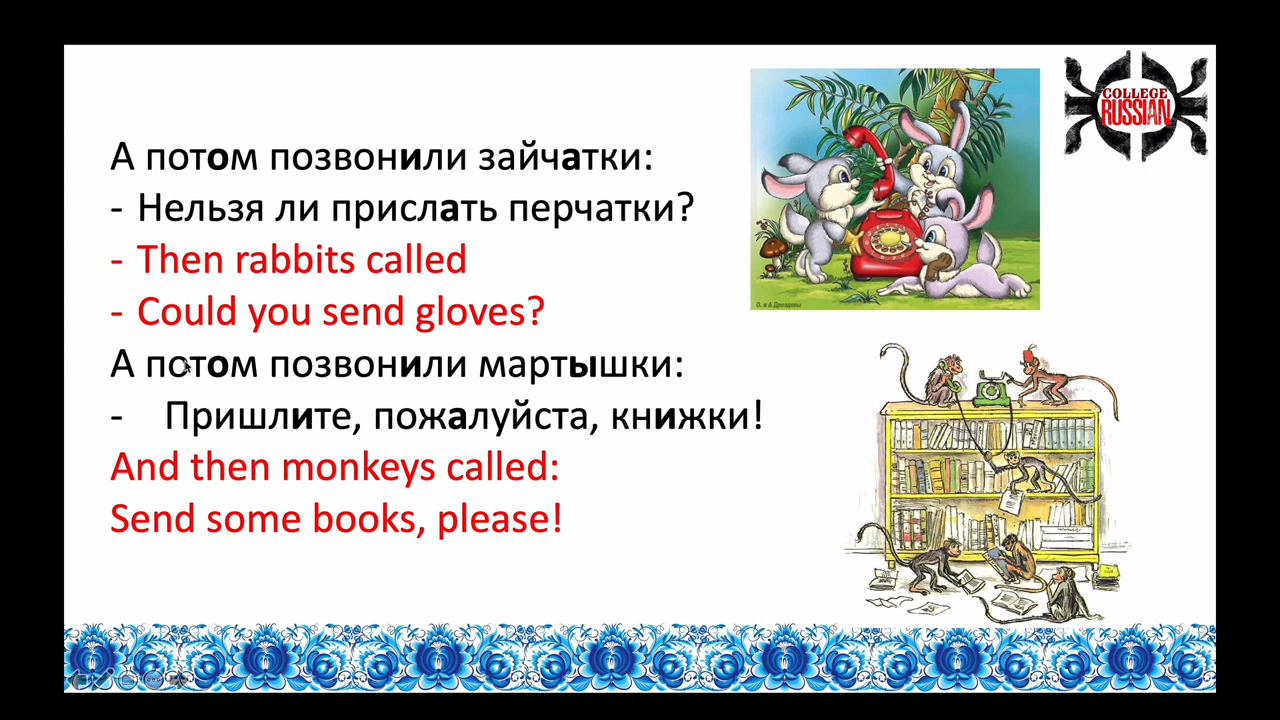 А потом позвонили зайчатки:
- Нельзя ли прислать перчатки?
- Then rabbits called
- Could you send gloves?
А потом позвонили мартышки:
- Пришлите, пожалуйста, книжки!
And then monkeys called:
Send some books, please!
COLLEGE
RUSSIAN
О. и А Дроздовы